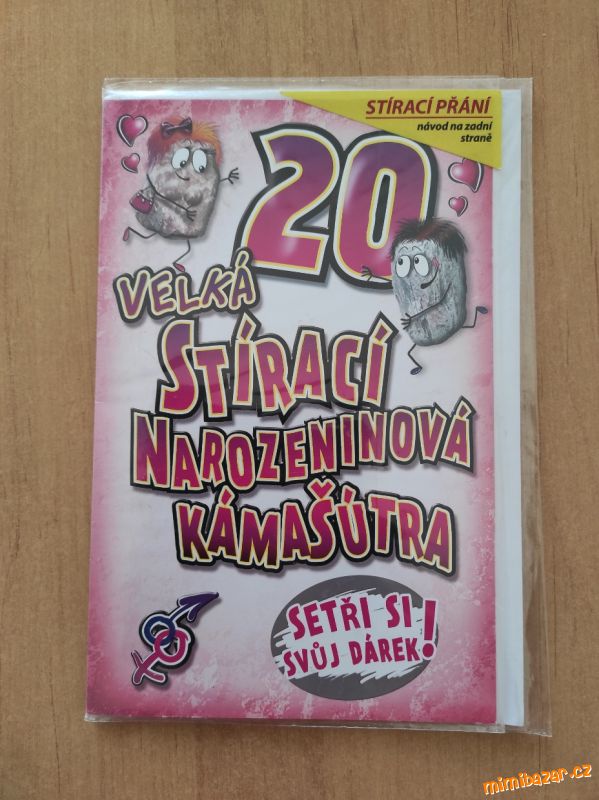 STÍRACÍ PŘÁNÍ
návod na zadní
straně
20
VELKÁ
STÍRACÍ
NAROZENINOVÁ
KÁMAŠÚTRA
SETŘI SI
SVŮJ DÁREK!
mimibazar.cz